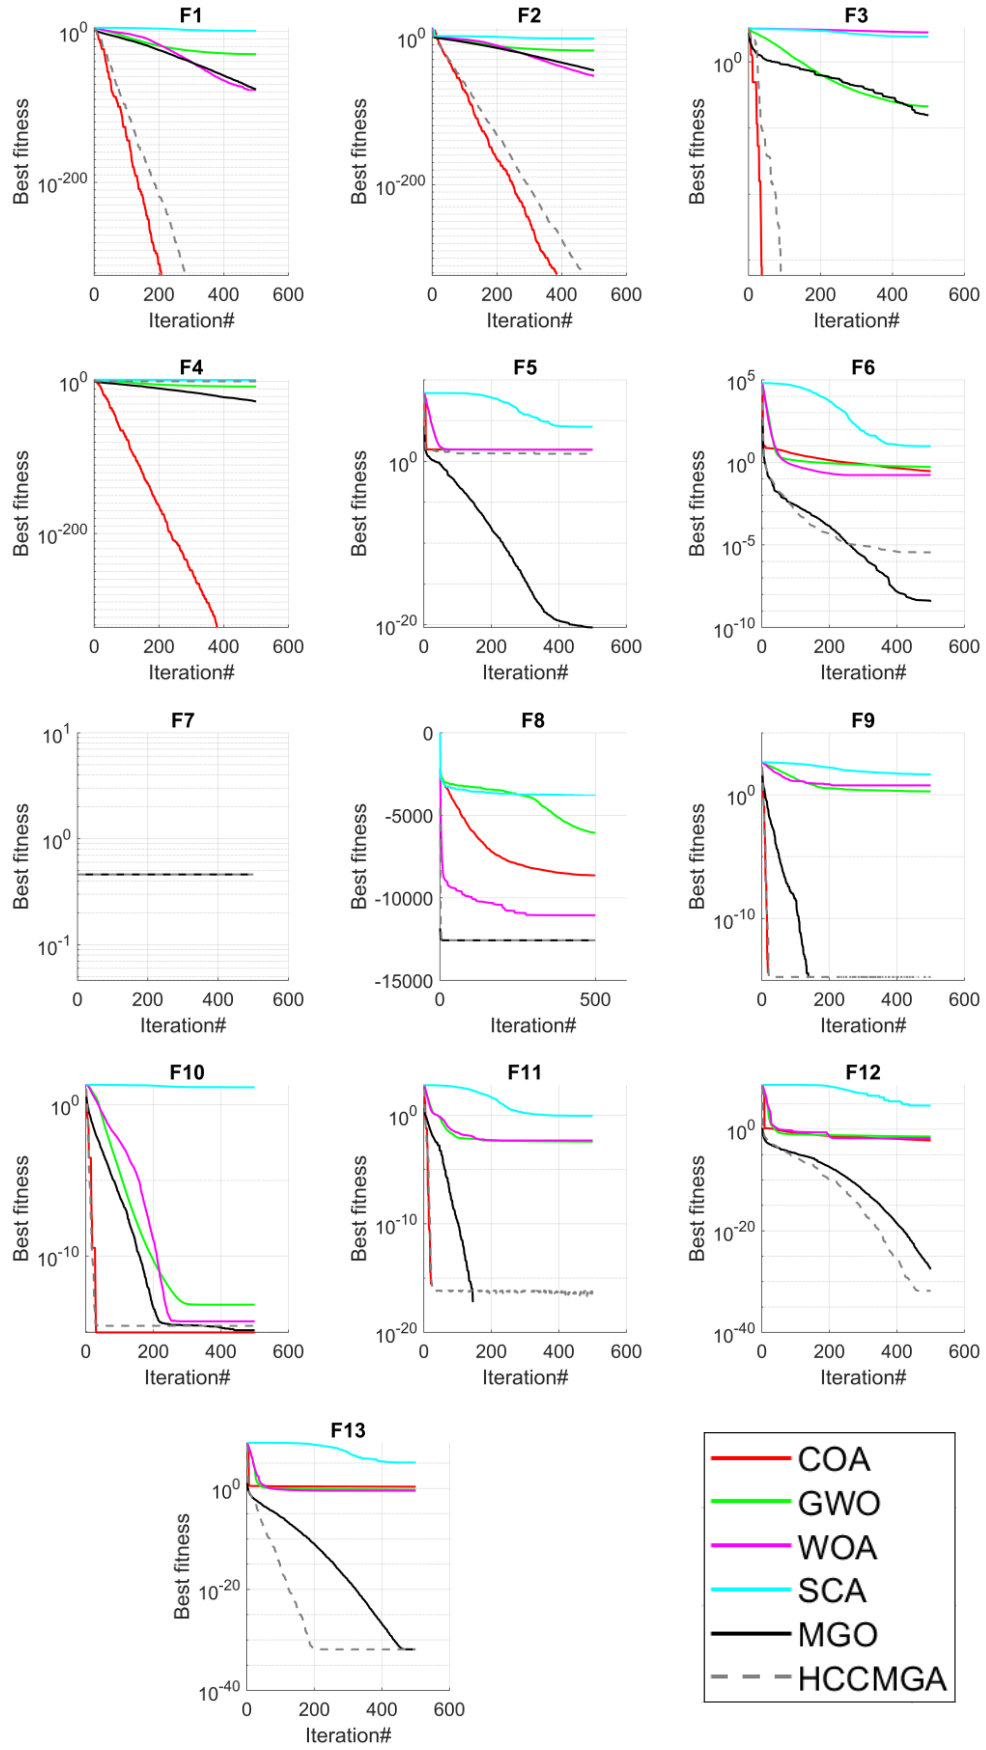 F1
F2
F3
10^0
10^-200
Best fitness
0 200 400 600
Iteration#
10^0
10^-200
Best fitness
0 200 400 600
Iteration#
10^0
Best fitness
0 200 400 600
Iteration#
F4
F5
F6
10^0
10^-200
Best fitness
0 200 400 600
Iteration#
10^0
10^-20
Best fitness
0 200 400 600
Iteration#
10^5
10^0
10^-5
10^-10
Best fitness
0 200 400 600
Iteration#
F7
F8
F9
10^1
10^0
10^-1
Best fitness
0 200 400 600
Iteration#
0
-5000
-10000
-15000
Best fitness
0 500
Iteration#
10^0
10^-10
Best fitness
0 200 400 600
Iteration#
F10
F11
F12
10^0
10^-10
Best fitness
0 200 400 600
Iteration#
10^0
10^-10
10^-20
Best fitness
0 200 400 600
Iteration#
10^0
10^-20
10^-40
Best fitness
0 200 400 600
Iteration#
F13
10^0
10^-20
10^-40
Best fitness
0 200 400 600
Iteration#
COA
GWO
WOA
SCA
MGO
HCCMGA